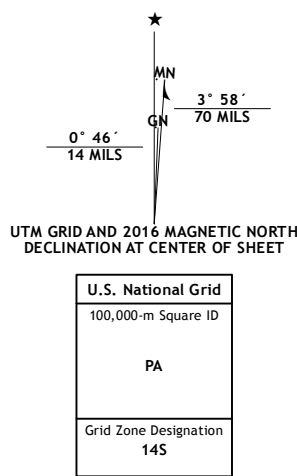 ★
MN
3° 58´
70 MILS
GN
0° 46´
14 MILS
UTM GRID AND 2016 MAGNETIC NORTH
DECLINATION AT CENTER OF SHEET
U.S. National Grid
100,000-m Square ID
PA
Grid Zone Designation
14S